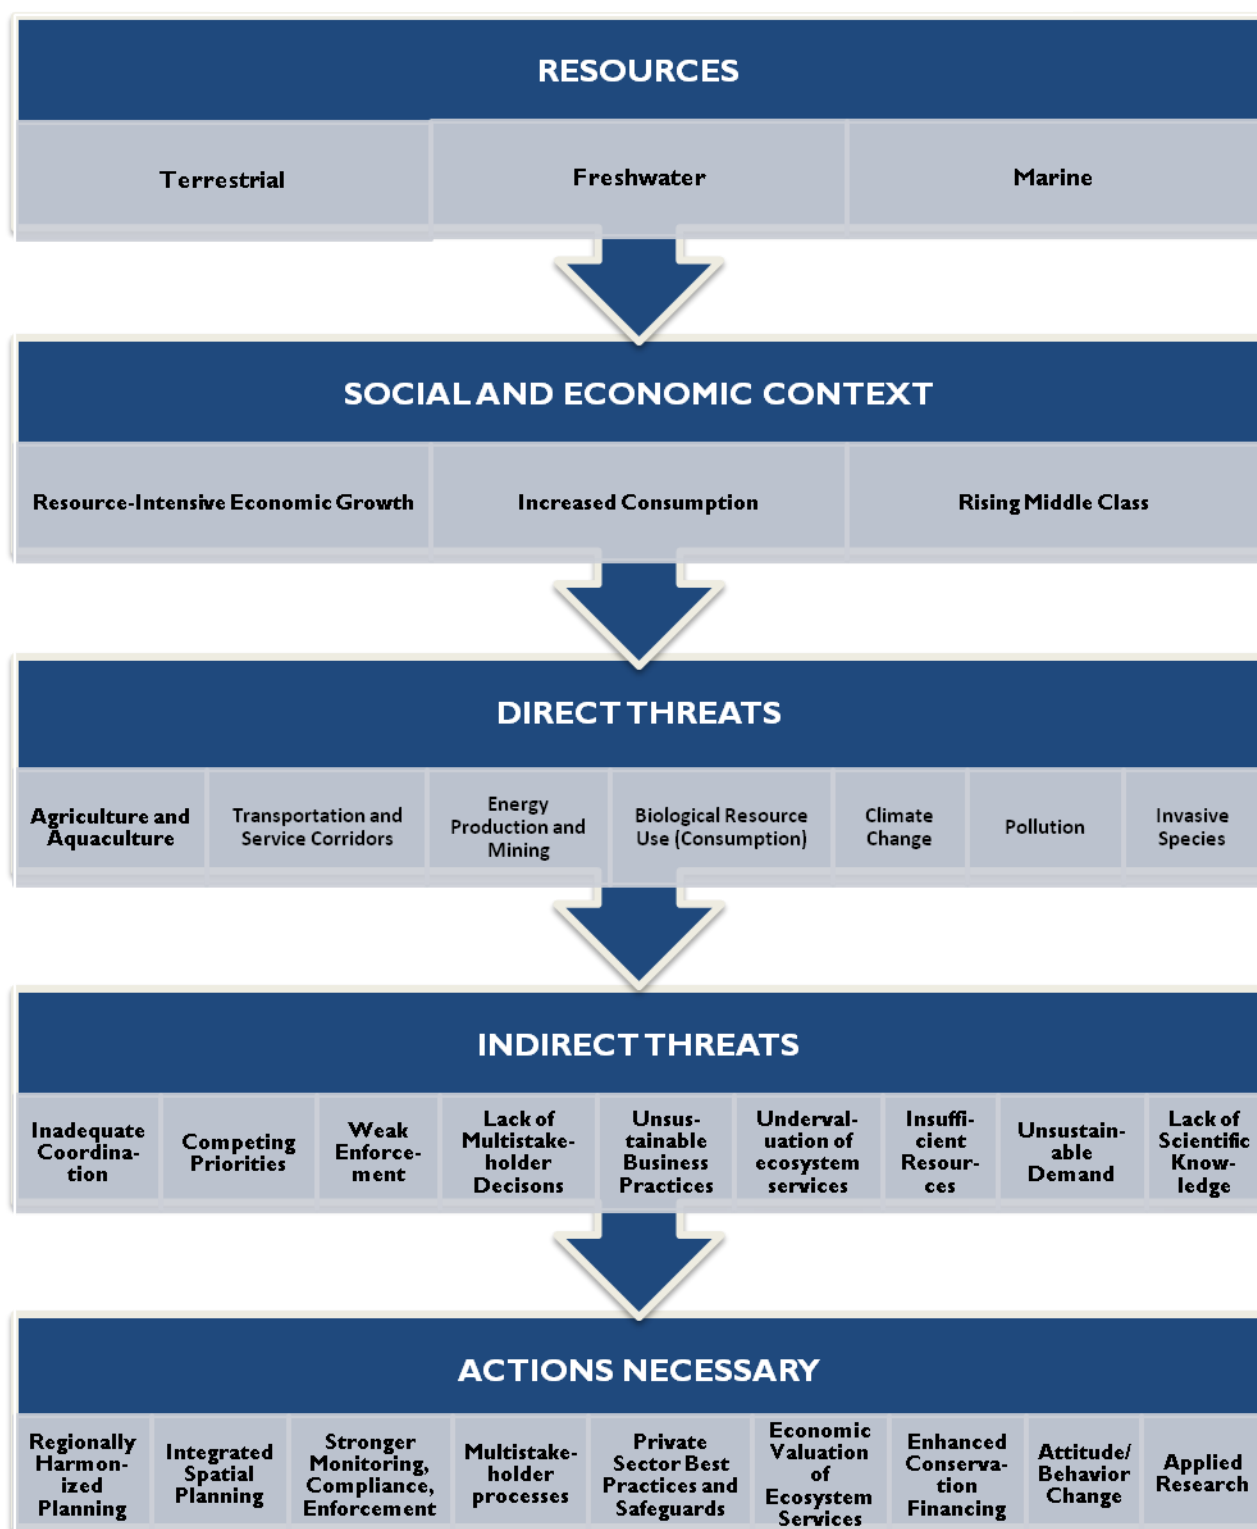 RESOURCES
Terrestrial
Freshwater
Marine
SOCIAL AND ECONOMIC CONTEXT
Resource-Intensive Economic Growth
Increased Consumption
Rising Middle Class
DIRECT THREATS
Agriculture and
Aquaculture
Transportation and
Service Corridors
Energy
Production and
Mining
Biological Resource
Use (Consumption)
Climate
Change
Pollution
Invasive
Species
INDIRECT THREATS
Inadequate
Coordina-
tion
Competing
Priorities
Weak
Enforce-
ment
Lack of
Multistake-
holder
Decisons
Unsus-
tainable
Business
Practices
Underval-
uation of
ecosystem
services
Insuffi-
cient
Resour-
ces
Unsustain-
able
Demand
Lack of
Scientific
Know-
ledge
ACTIONS NECESSARY
Regionally
Harmon-
ized
Planning
Integrated
Spatial
Planning
Stronger
Monitoring,
Compliance,
Enforcement
Multistake-
holder
processes
Private
Sector Best
Practices and
Safeguards
Economic
Valuation
of
Ecosystem
Services
Enhanced
Conserva-
tion
Financing
Attitude/
Behavior
Change
Applied
Research